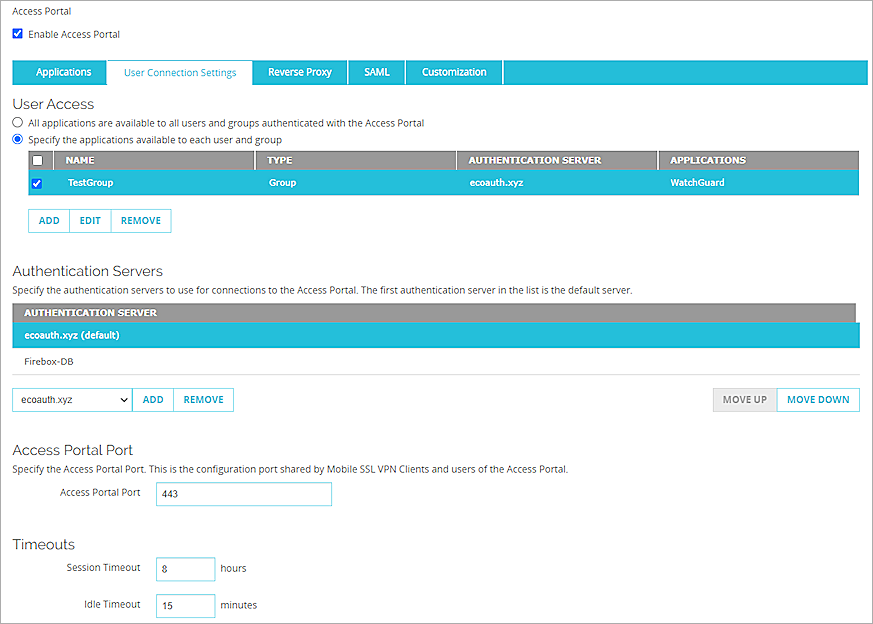 Access Portal
Enable Access Portal
Applications User Connection Settings Reverse Proxy SAML Customization
User Access
All applications are available to all users and groups authenticated with the Access Portal
Specify the applications available to each user and group
NAME TYPE AUTHENTICATION SERVER APPLICATIONS
TestGroup Group ecoauth.xyz WatchGuard
ADD EDIT REMOVE
Authentication Servers
Specify the authentication servers to use for connections to the Access Portal. The first authentication server in the list is the default server.
AUTHENTICATION SERVER
ecoauth.xyz (default)
Firebox-DB
ecoauth.xyz ADD REMOVE MOVE UP MOVE DOWN
Access Portal Port
Specify the Access Portal Port. This is the configuration port shared by Mobile SSL VPN Clients and users of the Access Portal.
Access Portal Port 443
Timeouts
Session Timeout 8 hours
Idle Timeout 15 minutes